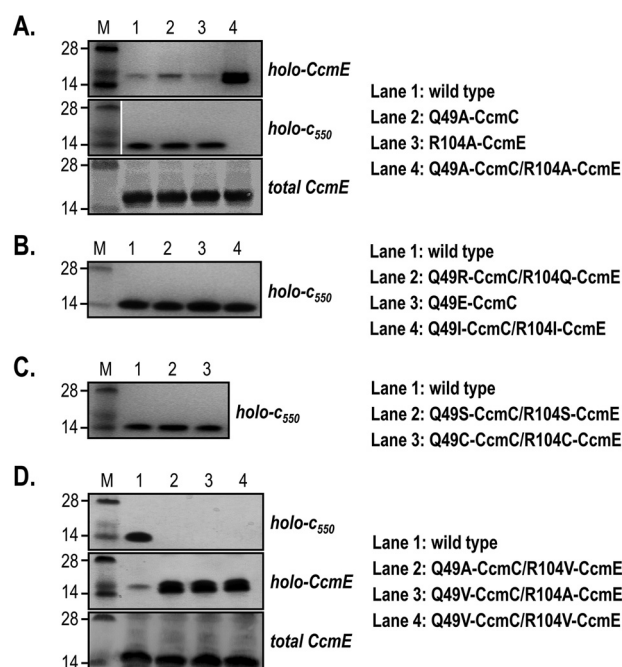 A.
M 1 2 3 4
28
14
holo-CcmE
28
14
holo-c550
28
14
total CcmE
Lane 1: wild type
Lane 2: Q49A-CcmC
Lane 3: R104A-CcmE
Lane 4: Q49A-CcmC/R104A-CcmE
B.
M 1 2 3 4
28
14
holo-c550
Lane 1: wild type
Lane 2: Q49R-CcmC/R104Q-CcmE
Lane 3: Q49E-CcmC
Lane 4: Q49I-CcmC/R104I-CcmE
C.
M 1 2 3
28
14
holo-c550
Lane 1: wild type
Lane 2: Q49S-CcmC/R104S-CcmE
Lane 3: Q49C-CcmC/R104C-CcmE
D.
M 1 2 3 4
28
14
holo-c550
28
14
holo-CcmE
28
14
total CcmE
Lane 1: wild type
Lane 2: Q49A-CcmC/R104V-CcmE
Lane 3: Q49V-CcmC/R104A-CcmE
Lane 4: Q49V-CcmC/R104V-CcmE